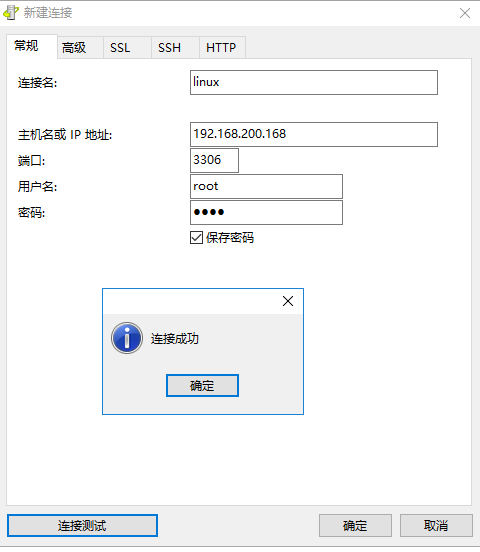 新建连接
常规 高级 SSL SSH HTTP
连接名: linux
主机名或 IP 地址: 192.168.200.168
端口: 3306
用户名: root
密码: ●●●●
保存密码
连接成功
确定
连接测试 确定 取消